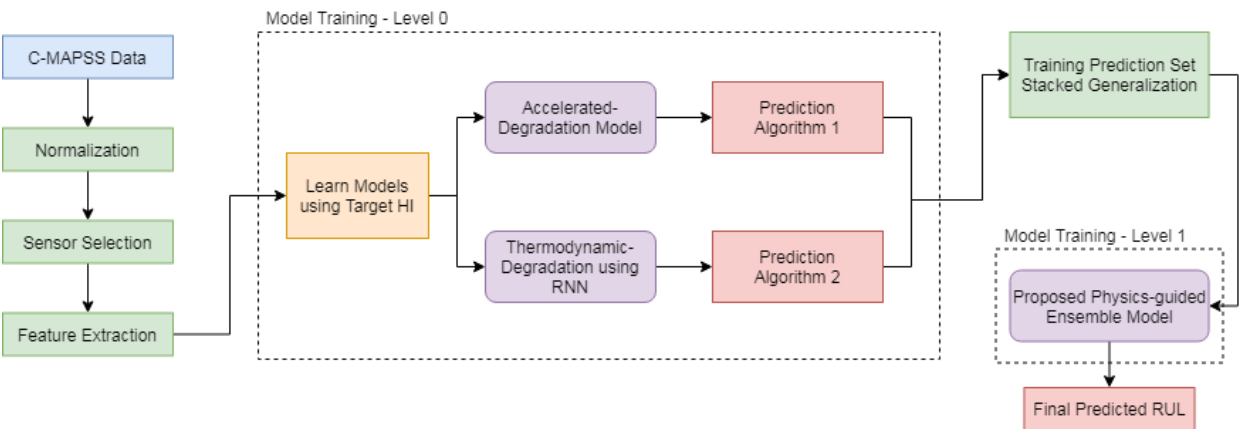 Model Training - Level 0
C-MAPSS Data
Normalization
Sensor Selection
Feature Extraction
Learn Models
using Target HI
Accelerated-
Degradation Model
Prediction
Algorithm 1
Thermodynamic-
Degradation using
RNN
Prediction
Algorithm 2
Training Prediction Set
Stacked Generalization
Model Training - Level 1
Proposed Physics-guided
Ensemble Model
Final Predicted RUL